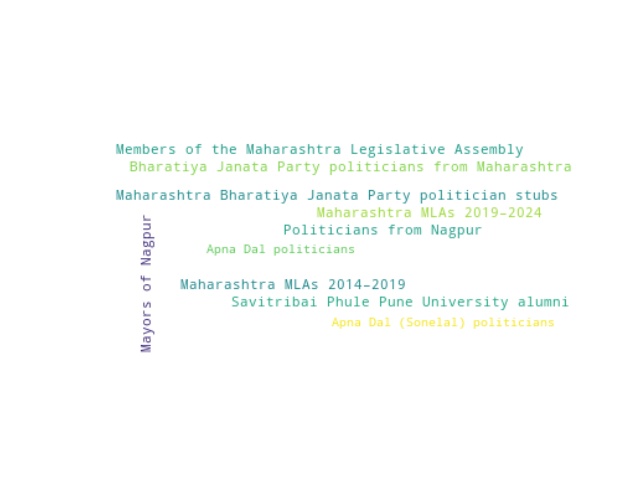 Members of the Maharashtra Legislative Assembly
Bharatiya Janata Party politicians from Maharashtra
Maharashtra Bharatiya Janata Party politician stubs
Maharashtra MLAs 2019–2024
Politicians from Nagpur
Apna Dal politicians
Mayors of Nagpur
Maharashtra MLAs 2014–2019
Savitribai Phule Pune University alumni
Apna Dal (Sonelal) politicians